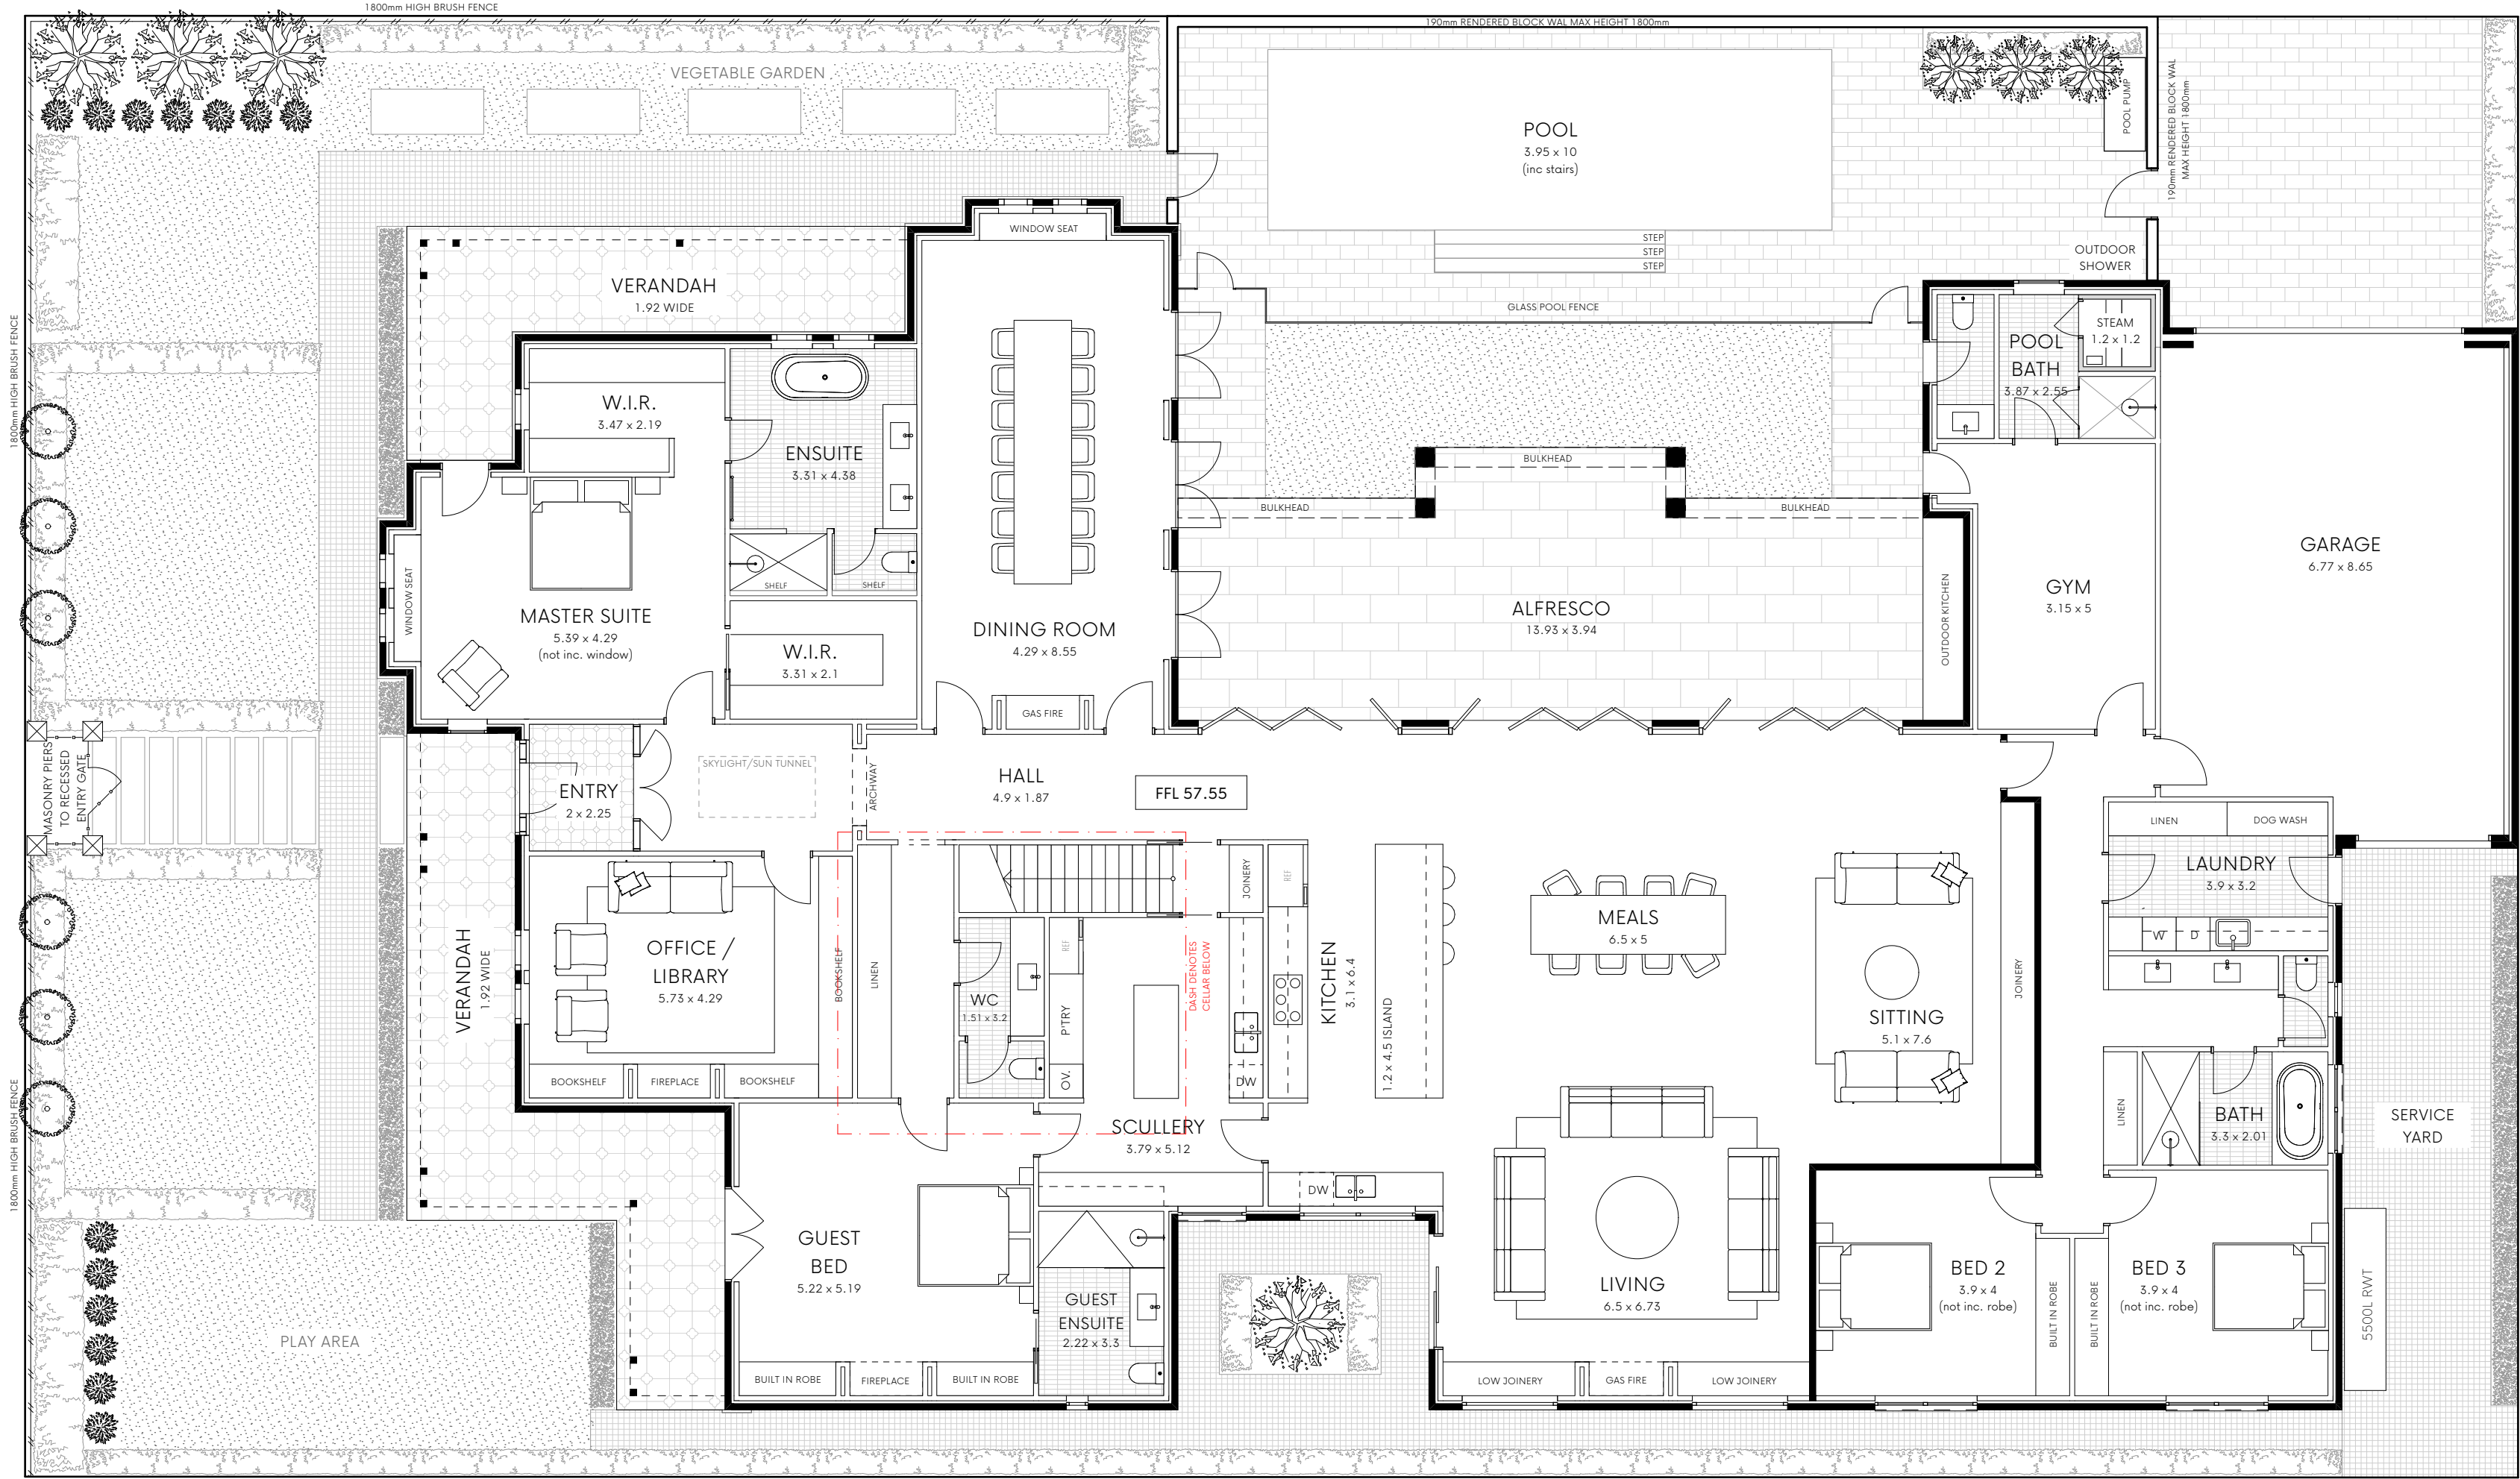 1800mm HIGH BRUSH FENCE
190mm RENDERED BLOCK WAL MAX HEIGHT 1800mm
VEGETABLE GARDEN
POOL
3.95 x 10
(inc stairs)
POOL PUMP
190mm RENDERED BLOCK WAL
MAX HEIGHT 1800mm
WINDOW SEAT
STEP
STEP
STEP
OUTDOOR
SHOWER
VERANDAH
1.92 WIDE
GLASS POOL FENCE
1800mm HIGH BRUSH FENCE
STEAM
1.2 x 1.2
POOL
BATH
3.87 x 2.55
W.I.R.
3.47 x 2.19
ENSUITE
3.31 x 4.38
BULKHEAD
BULKHEAD
BULKHEAD
GARAGE
6.77 x 8.65
WINDOW SEAT
SHELF
SHELF
GYM
3.15 x 5
MASTER SUITE
5.39 x 4.29
(not inc. window)
DINING ROOM
4.29 x 8.55
ALFRESCO
13.93 x 3.94
OUTDOOR KITCHEN
W.I.R.
3.31 x 2.1
GAS FIRE
MASONRY PIERS
TO RECESSED
ENTRY GATE
SKYLIGHT/SUN TUNNEL
ENTRY
2 x 2.25
ARCHWAY
HALL
4.9 x 1.87
FFL 57.55
LINEN
DOG WASH
LAUNDRY
3.9 x 3.2
JOINERY
REF
VERANDAH
1.92 WIDE
OFFICE /
LIBRARY
5.73 x 4.29
BOOKSHELF
LINEN
WC
1.51 x 3.2
REF
P'TRY
OV.
DASH DENOTES
CELLAR BELOW
DW
KITCHEN
3.1 x 6.4
1.2 x 4.5 ISLAND
MEALS
6.5 x 5
SITTING
5.1 x 7.6
JOINERY
W
D
BOOKSHELF
FIREPLACE
BOOKSHELF
SCULLERY
3.79 x 5.12
LINEN
BATH
3.3 x 2.01
SERVICE
YARD
1800mm HIGH BRUSH FENCE
DW
GUEST
BED
5.22 x 5.19
GUEST
ENSUITE
2.22 x 3.3
LIVING
6.5 x 6.73
BED 2
3.9 x 4
(not inc. robe)
BUILT IN ROBE
BUILT IN ROBE
BED 3
3.9 x 4
(not inc. robe)
5500L RWT
PLAY AREA
BUILT IN ROBE
FIREPLACE
BUILT IN ROBE
LOW JOINERY
GAS FIRE
LOW JOINERY